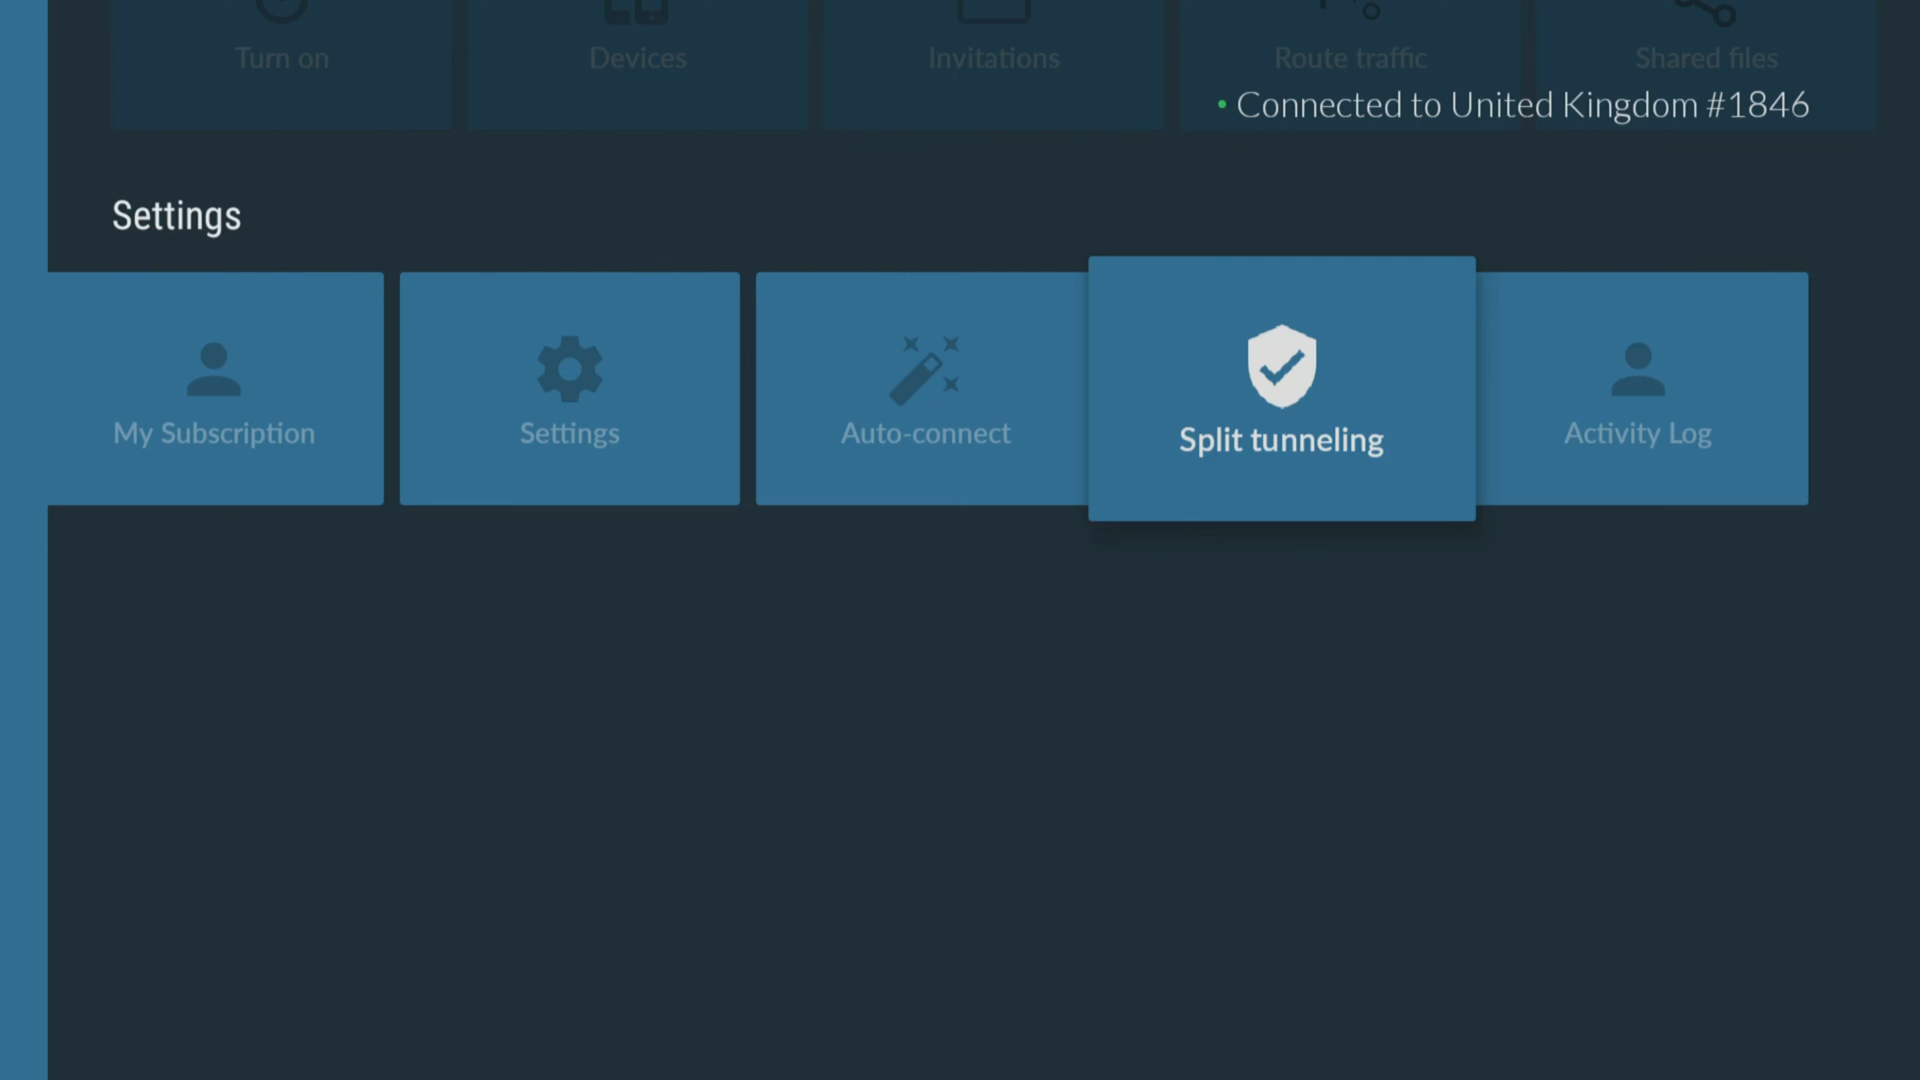 Turn on
Devices
Invitations
Route traffic
Shared files
• Connected to United Kingdom #1846
Settings
My Subscription
Settings
Auto-connect
Split tunneling
Activity Log